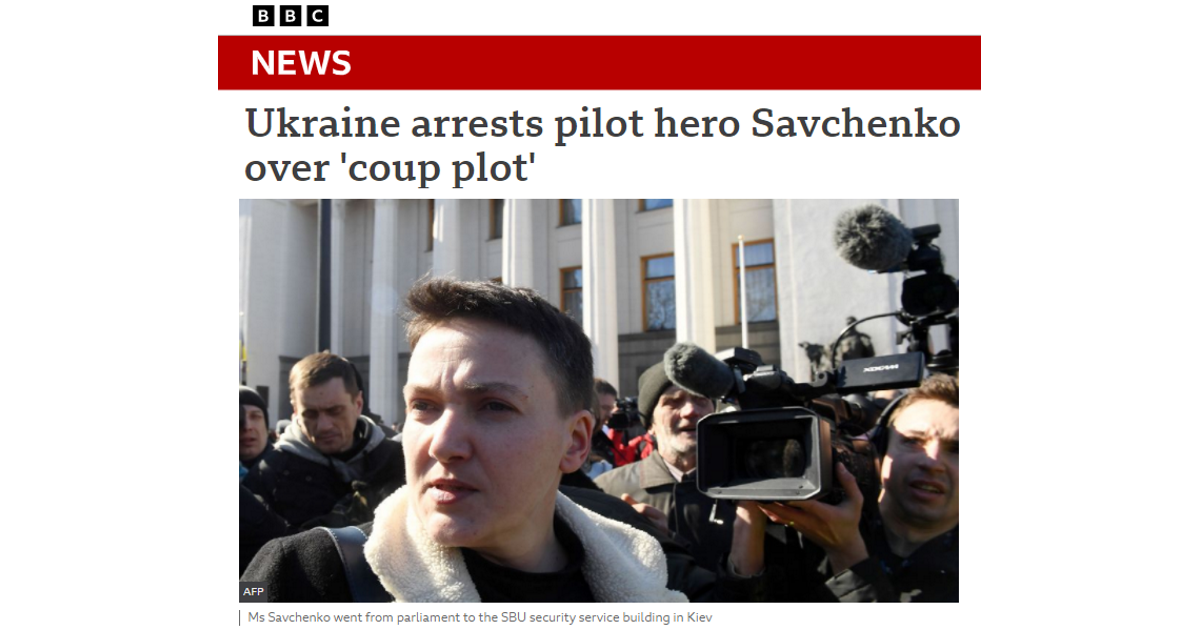 BBC
NEWS
Ukraine arrests pilot hero Savchenko
over 'coup plot'
XDCAM
AFP
Ms Savchenko went from parliament to the SBU security service building in Kiev